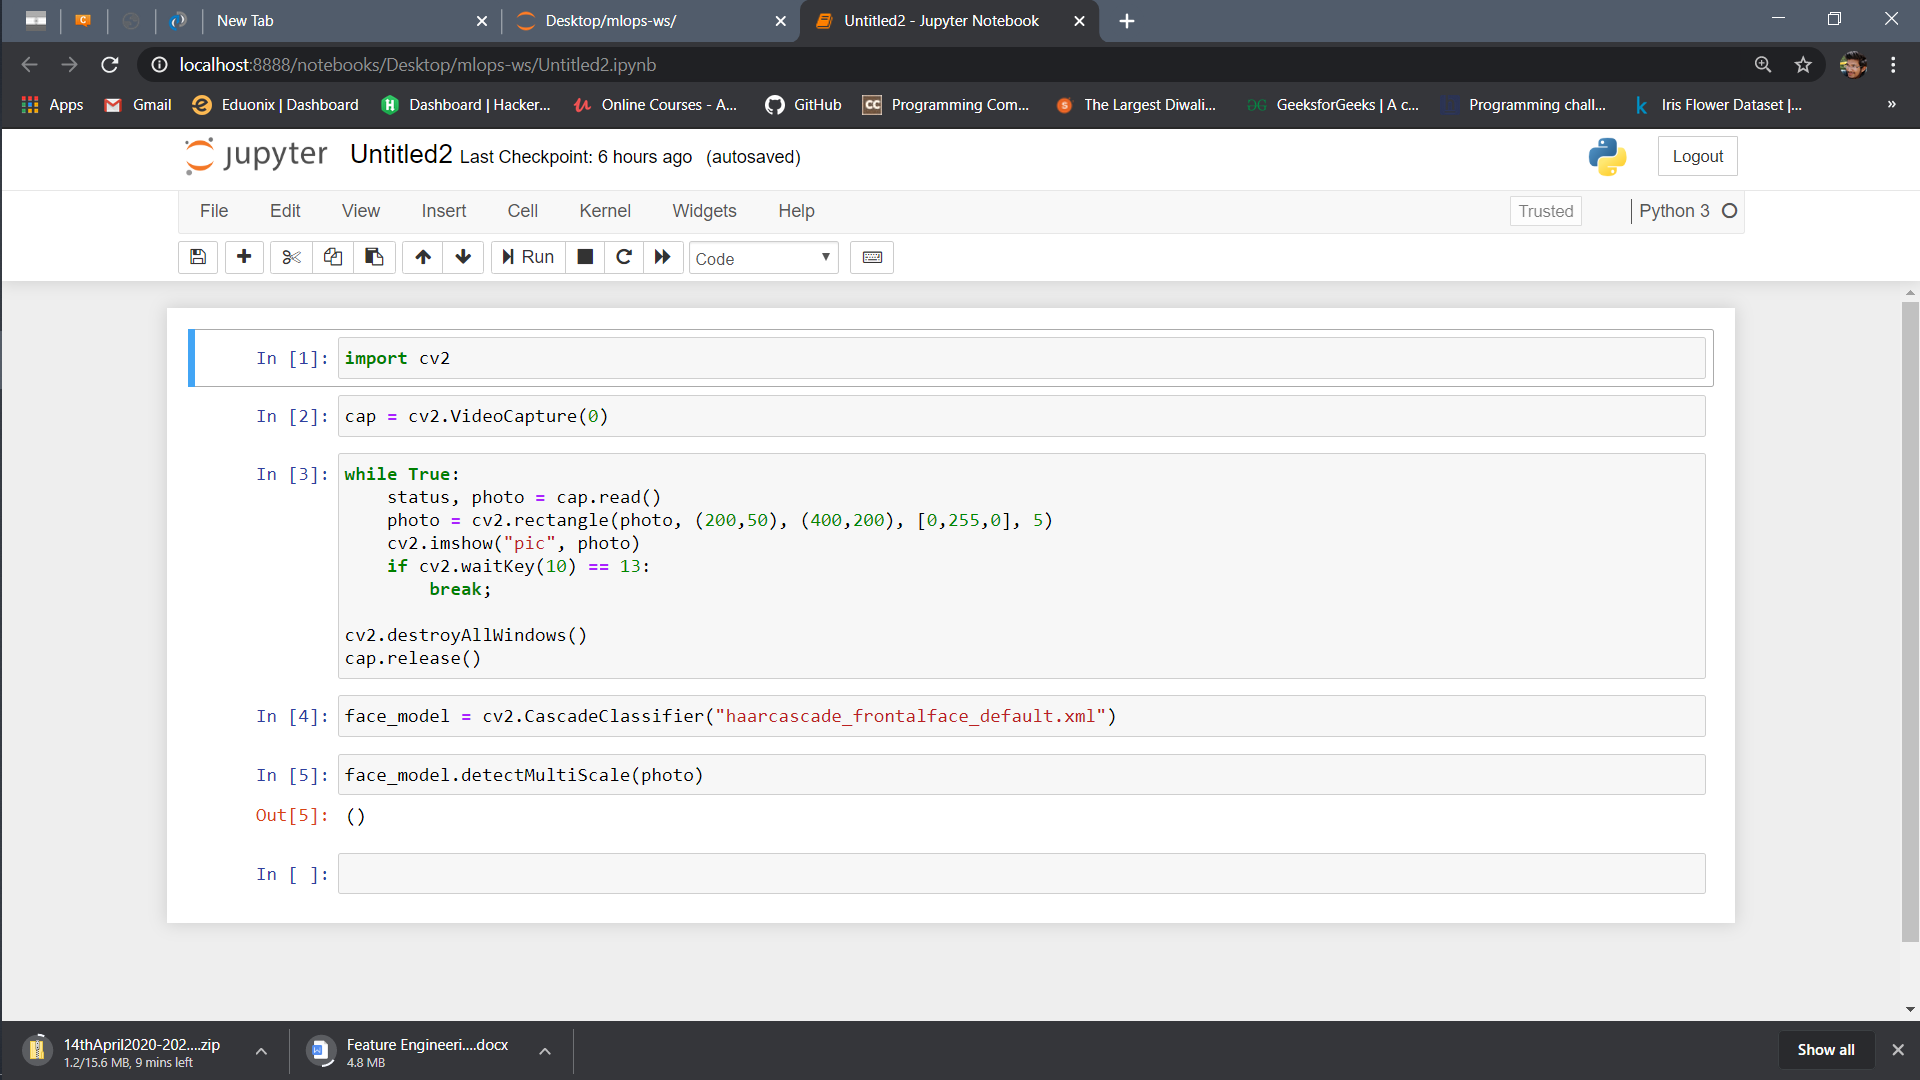 New Tab
Desktop/mlops-ws/
Untitled2 - Jupyter Notebook
localhost:8888/notebooks/Desktop/mlops-ws/Untitled2.ipynb
Apps Gmail Eduonix | Dashboard Dashboard | Hacker... Online Courses - A... GitHub Programming Com... The Largest Diwali... GeeksforGeeks | A c... Programming chall... Iris Flower Dataset |... »
jupyter Untitled2 Last Checkpoint: 6 hours ago (autosaved) Logout
File Edit View Insert Cell Kernel Widgets Help Trusted Python 3
Run Code
In [1]: import cv2
In [2]: cap = cv2.VideoCapture(0)
In [3]: while True:
    status, photo = cap.read()
    photo = cv2.rectangle(photo, (200,50), (400,200), [0,255,0], 5)
    cv2.imshow("pic", photo)
    if cv2.waitKey(10) == 13:
        break;
cv2.destroyAllWindows()
cap.release()
In [4]: face_model = cv2.CascadeClassifier("haarcascade_frontalface_default.xml")
In [5]: face_model.detectMultiScale(photo)
Out[5]: ()
In [ ]:
14thApril2020-202....zip
1.2/15.6 MB, 9 mins left
Feature Engineeri....docx
4.8 MB
Show all